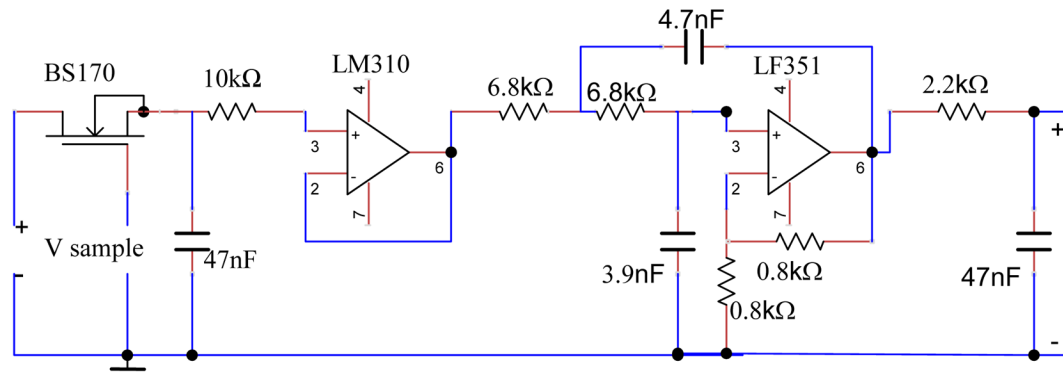 4.7nF
BS170
LM310
LF351
10kΩ
6.8kΩ
6.8kΩ
2.2kΩ
4
4
+
3
+
3
+
6
6
-
2
-
2
+
7
7
V sample
-
47nF
3.9nF
0.8kΩ
47nF
0.8kΩ
-